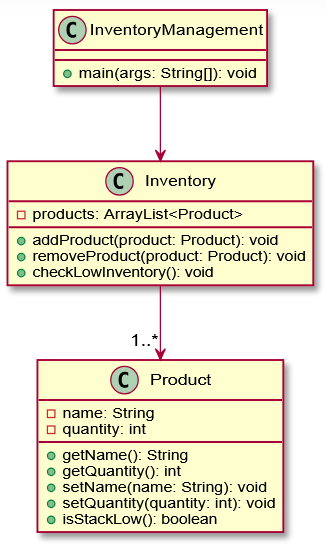 C InventoryManagement
main(args: String[]): void
C Inventory
products: ArrayList<Product>
addProduct(product: Product): void
removeProduct(product: Product): void
checkLowInventory(): void
1..*
C Product
name: String
quantity: int
getName(): String
getQuantity(): int
setName(name: String): void
setQuantity(quantity: int): void
isStackLow(): boolean